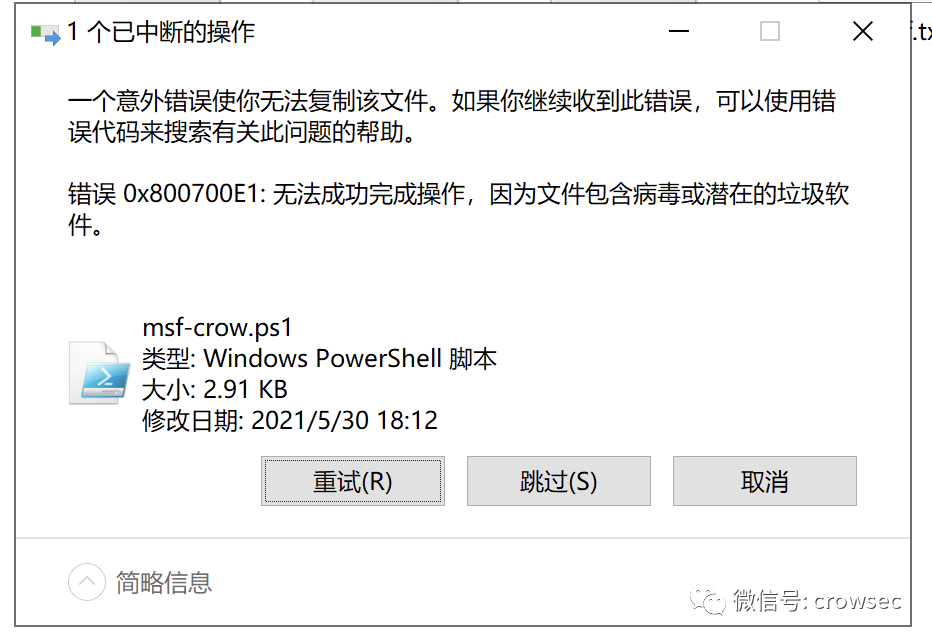 1 个已中断的操作
f.tx
一个意外错误使你无法复制该文件。如果你继续收到此错误，可以使用错
误代码来搜索有关此问题的帮助。
错误 0x800700E1: 无法成功完成操作，因为文件包含病毒或潜在的垃圾软
件。
msf-crow.ps1
类型: Windows PowerShell 脚本
大小: 2.91 KB
修改日期: 2021/5/30 18:12
重试(R)
跳过(S)
取消
简略信息
微信号: crowsec